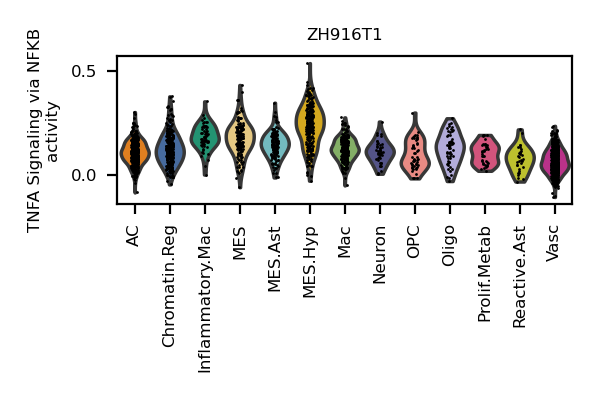 ZH916T1
TNFA Signaling via NFKB
activity
0.5
0.0
AC
Chromatin.Reg
Inflammatory.Mac
MES
MES.Ast
MES.Hyp
Mac
Neuron
OPC
Oligo
Prolif.Metab
Reactive.Ast
Vasc